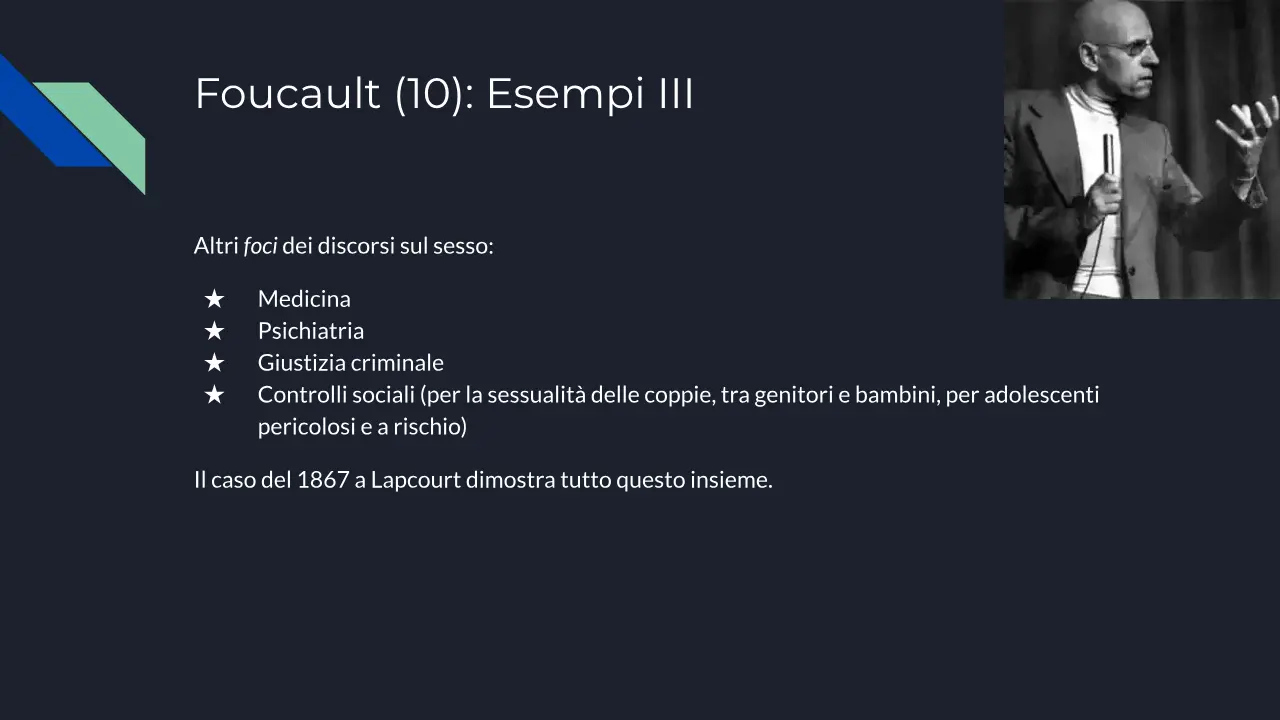 Foucault (10): Esempi III
Altri foci dei discorsi sul sesso:
★ Medicina
★ Psichiatria
★ Giustizia criminale
★ Controlli sociali (per la sessualità delle coppie, tra genitori e bambini, per adolescenti
pericolosi e a rischio)
Il caso del 1867 a Lapcourt dimostra tutto questo insieme.